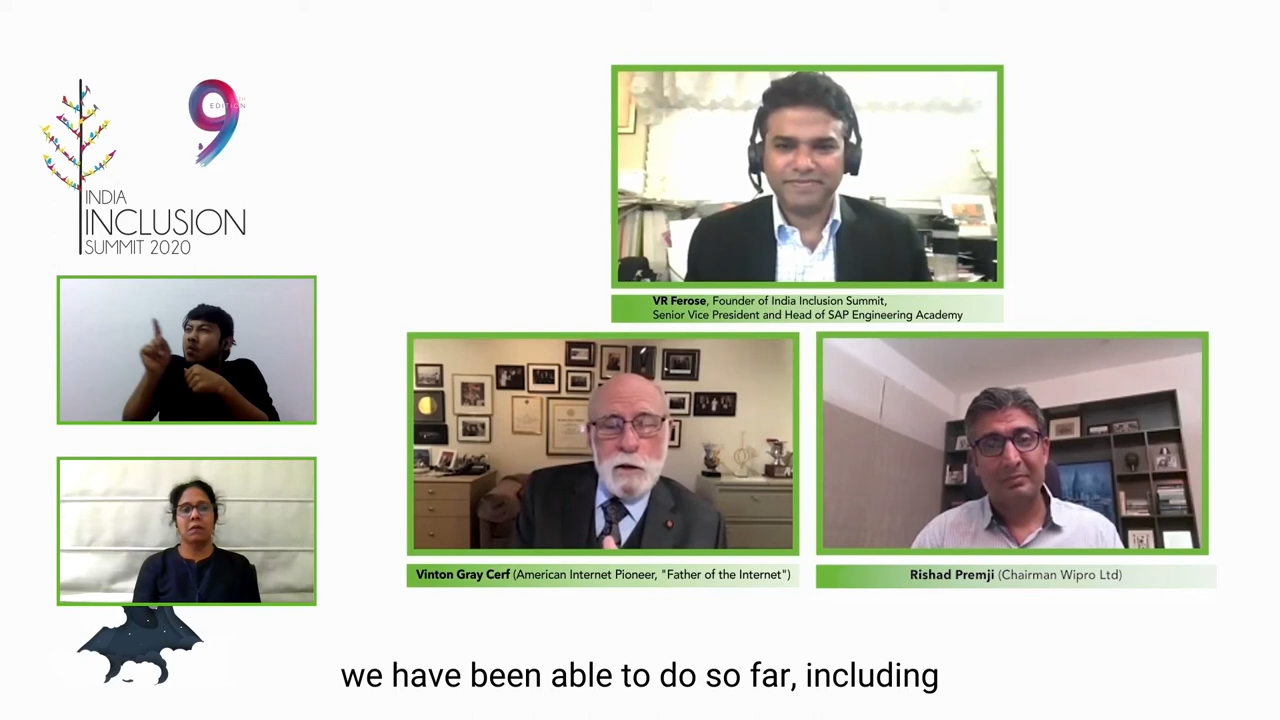 9
EDITION
INDIA
INCLUSION
SUMMIT 2020
VR Ferose, Founder of India Inclusion Summit,
Senior Vice President and Head of SAP Engineering Academy
Vinton Gray Cerf (American Internet Pioneer, "Father of the Internet")
Rishad Premji (Chairman Wipro Ltd)
we have been able to do so far, including